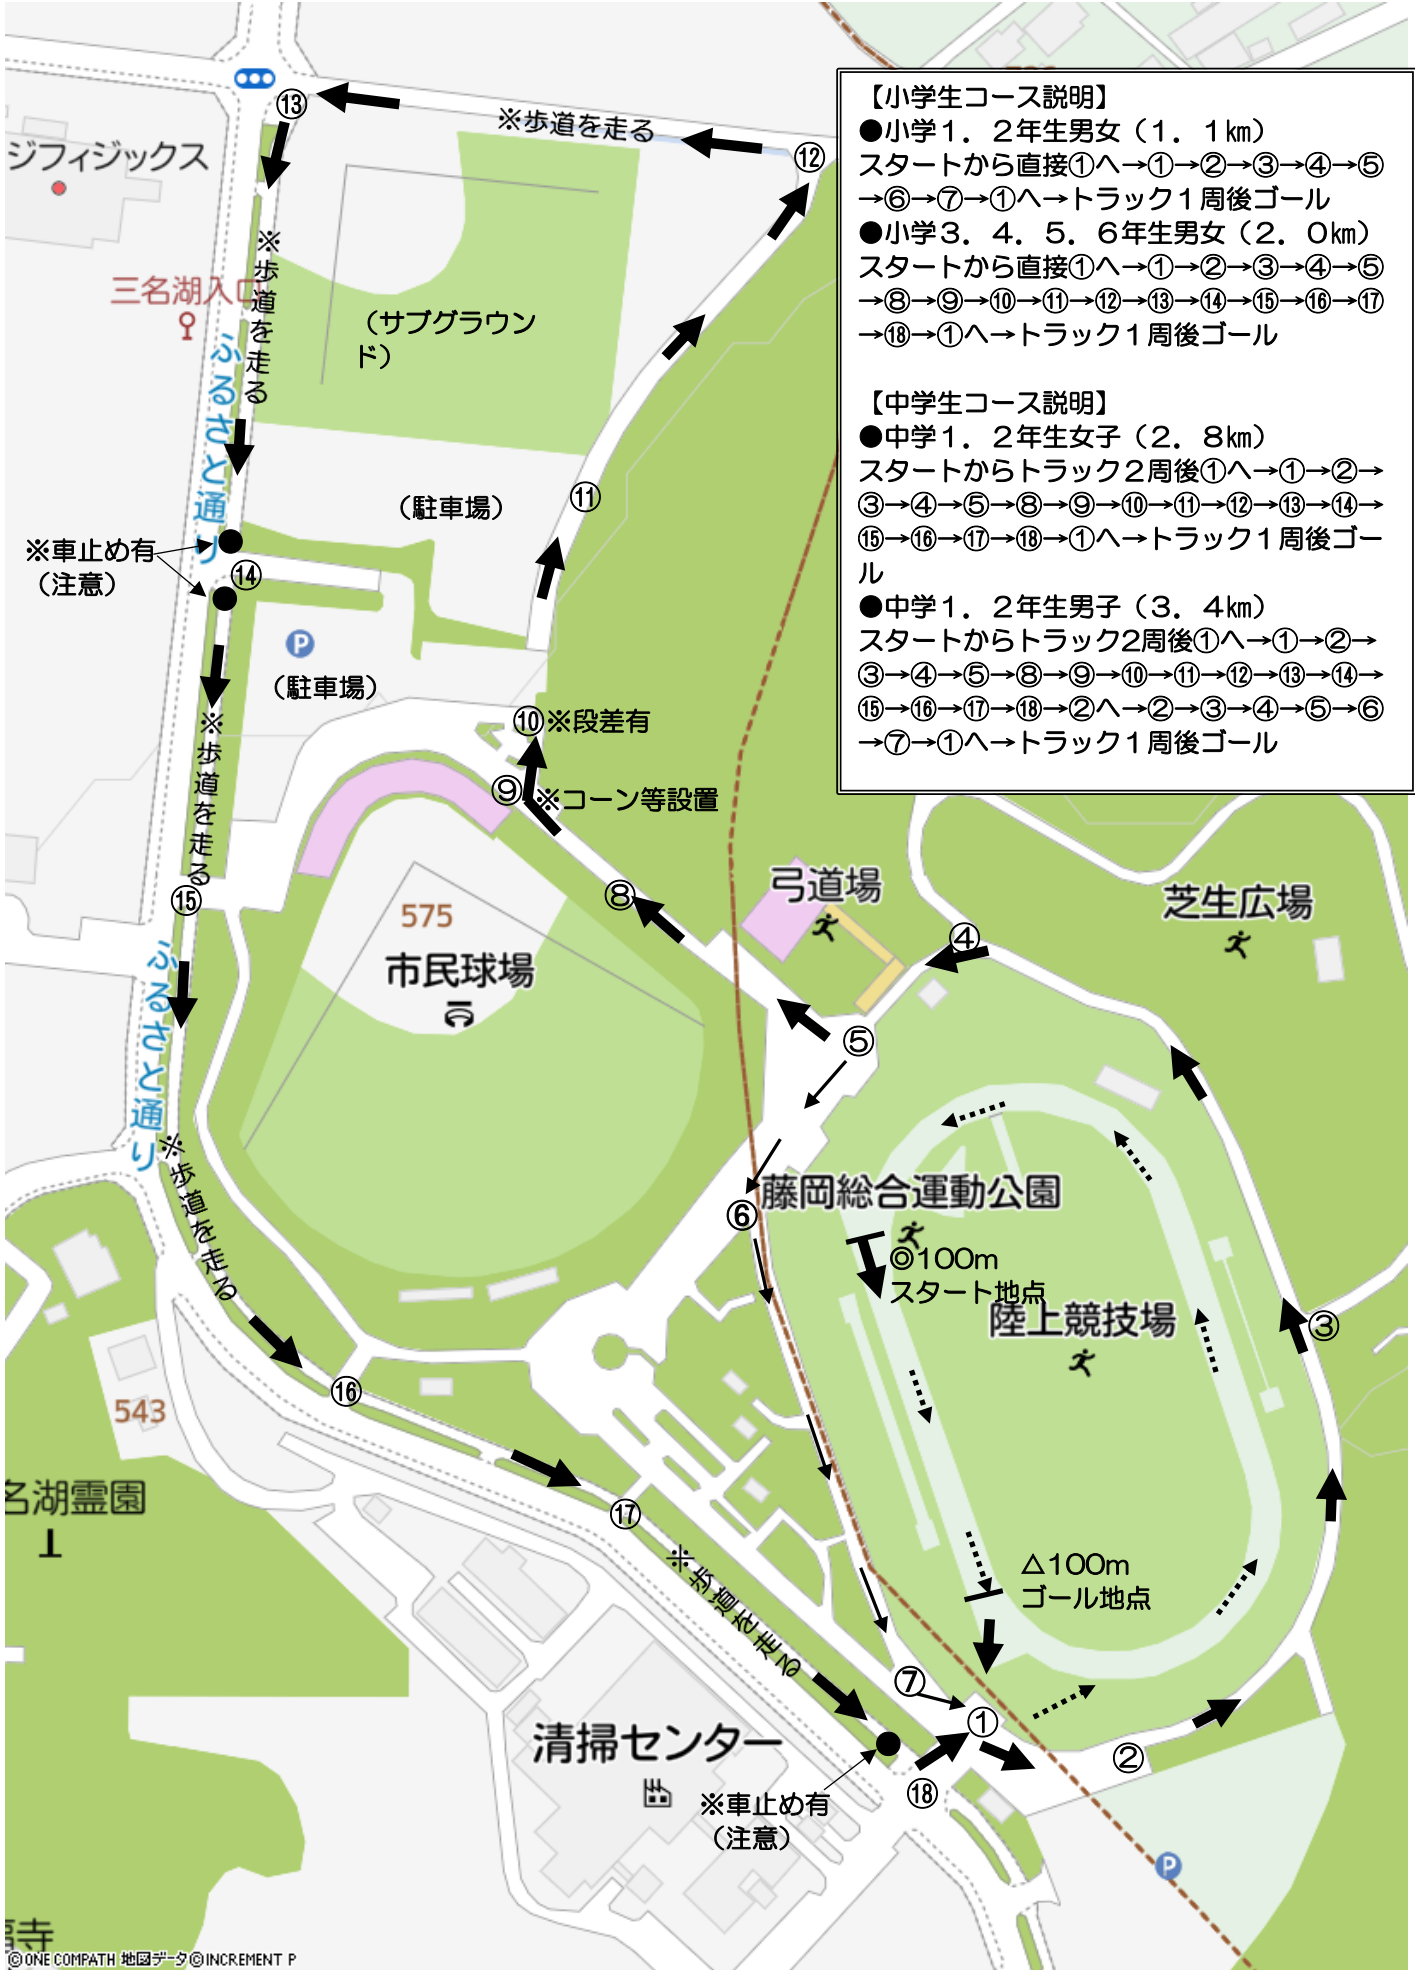 【小学生コース説明】
●小学１．２年生男女（１．１㎞）
スタートから直接①へ→①→②→③→④→⑤
→⑥→⑦→①へ→トラック１周後ゴール
●小学３．４．５．６年生男女（２．０㎞）
スタートから直接①へ→①→②→③→④→⑤
→⑧→⑨→⑩→⑪→⑫→⑬→⑭→⑮→⑯→⑰
→⑱→①へ→トラック１周後ゴール
【中学生コース説明】
●中学１．２年生女子（２．８㎞）
スタートからトラック２周後①へ→①→②→
③→④→⑤→⑧→⑨→⑩→⑪→⑫→⑬→⑭→
⑮→⑯→⑰→⑱→①へ→トラック１周後ゴー
ル
●中学１．２年生男子（３．４㎞）
スタートからトラック2周後①へ→①→②→
③→④→⑤→⑧→⑨→⑩→⑪→⑫→⑬→⑭→
⑮→⑯→⑰→⑱→②へ→②→③→④→⑤→⑥
→⑦→①へ→トラック１周後ゴール
⑬
※歩道を走る
⑫
ジフィジックス
※歩道を走る
三名湖入口
（サブグラウン
ド）
ふるさと通り
⑪
（駐車場）
※車止め有
（注意）
⑭
P
（駐車場）
⑩※段差有
※歩道を走る
⑨
※コーン等設置
⑧
弓道場
芝生広場
⑮
575
市民球場
④
ふるさと通り
⑤
※歩道を走る
藤岡総合運動公園
⑥
◎100m
スタート地点
陸上競技場
③
⑯
543
名湖霊園
⑰
※歩道を走る
△100m
ゴール地点
⑦
①
②
清掃センター
⑱
※車止め有
（注意）
P
寺
©ONE COMPATH 地図データ©INCREMENT P